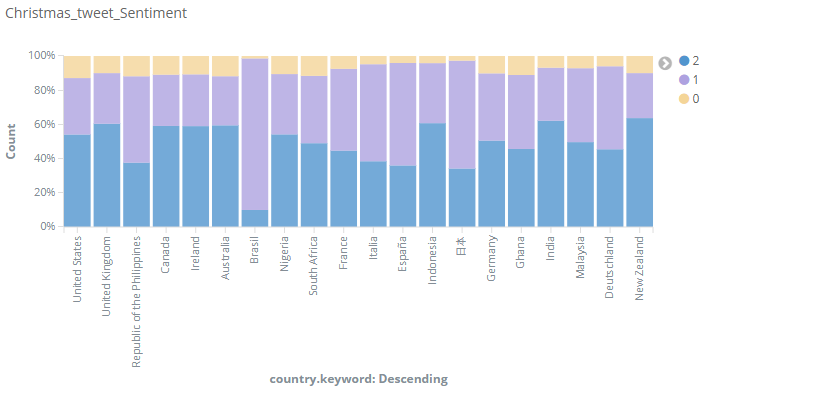 Christmas_tweet_Sentiment
100%
80%
60%
40%
20%
0%
Count
2
1
0
United States
United Kingdom
Republic of the Philippines
Canada
Ireland
Australia
Brasil
Nigeria
South Africa
France
Italia
España
Indonesia
日本
Germany
Ghana
India
Malaysia
Deutschland
New Zealand
country.keyword: Descending